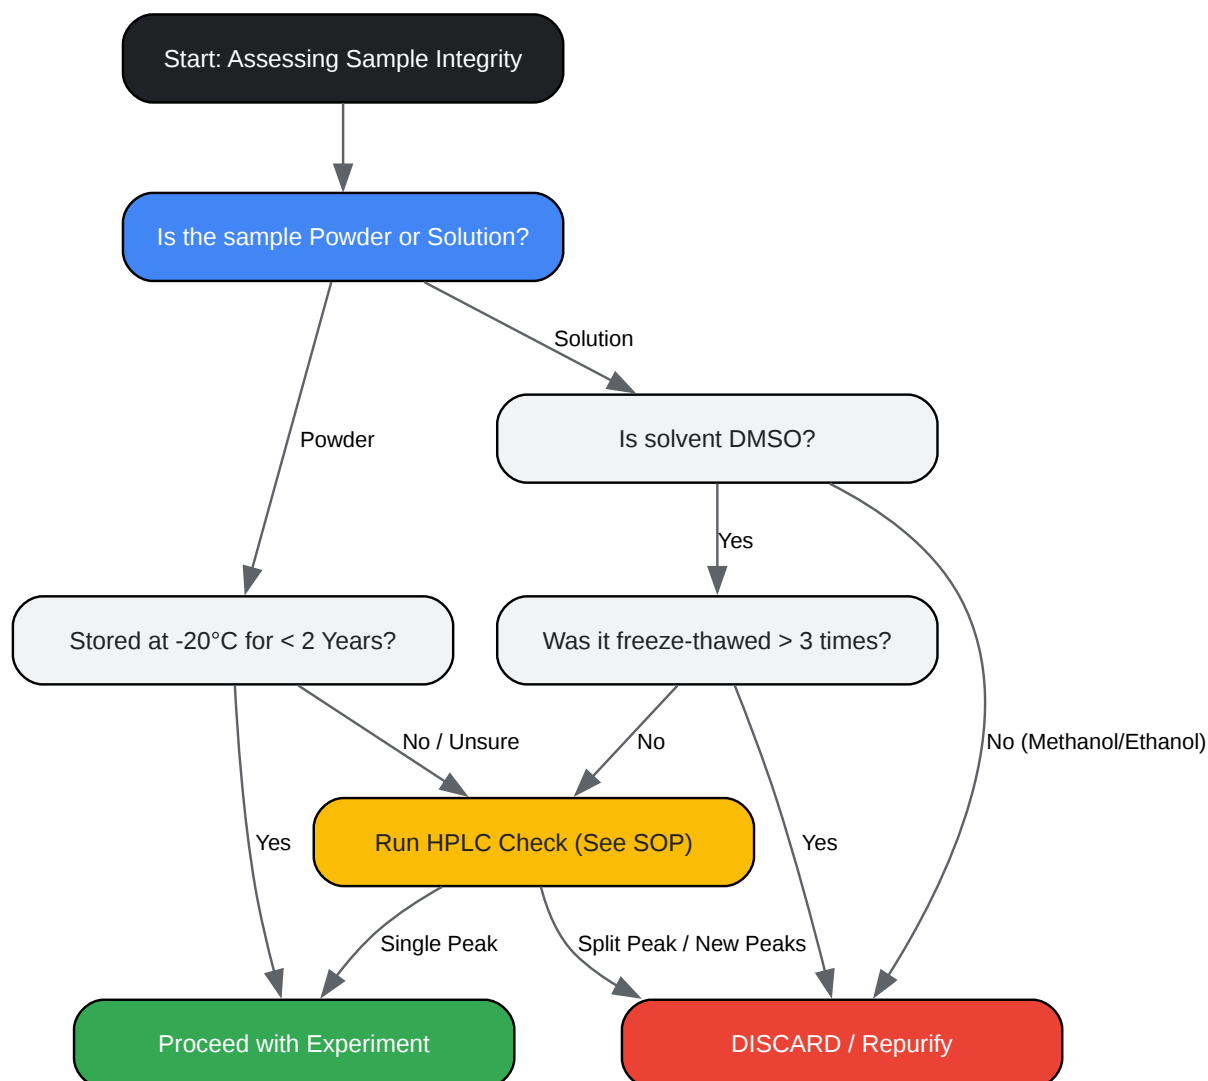 Start: Assessing Sample Integrity
Is the sample Powder or Solution?
Solution
Is solvent DMSO?
Powder
Yes
Stored at -20°C for < 2 Years?
Was it freeze-thawed > 3 times?
No / Unsure
No
No (Methanol/Ethanol)
Run HPLC Check (See SOP)
Yes
Yes
Single Peak
Split Peak / New Peaks
Proceed with Experiment
DISCARD / Repurify